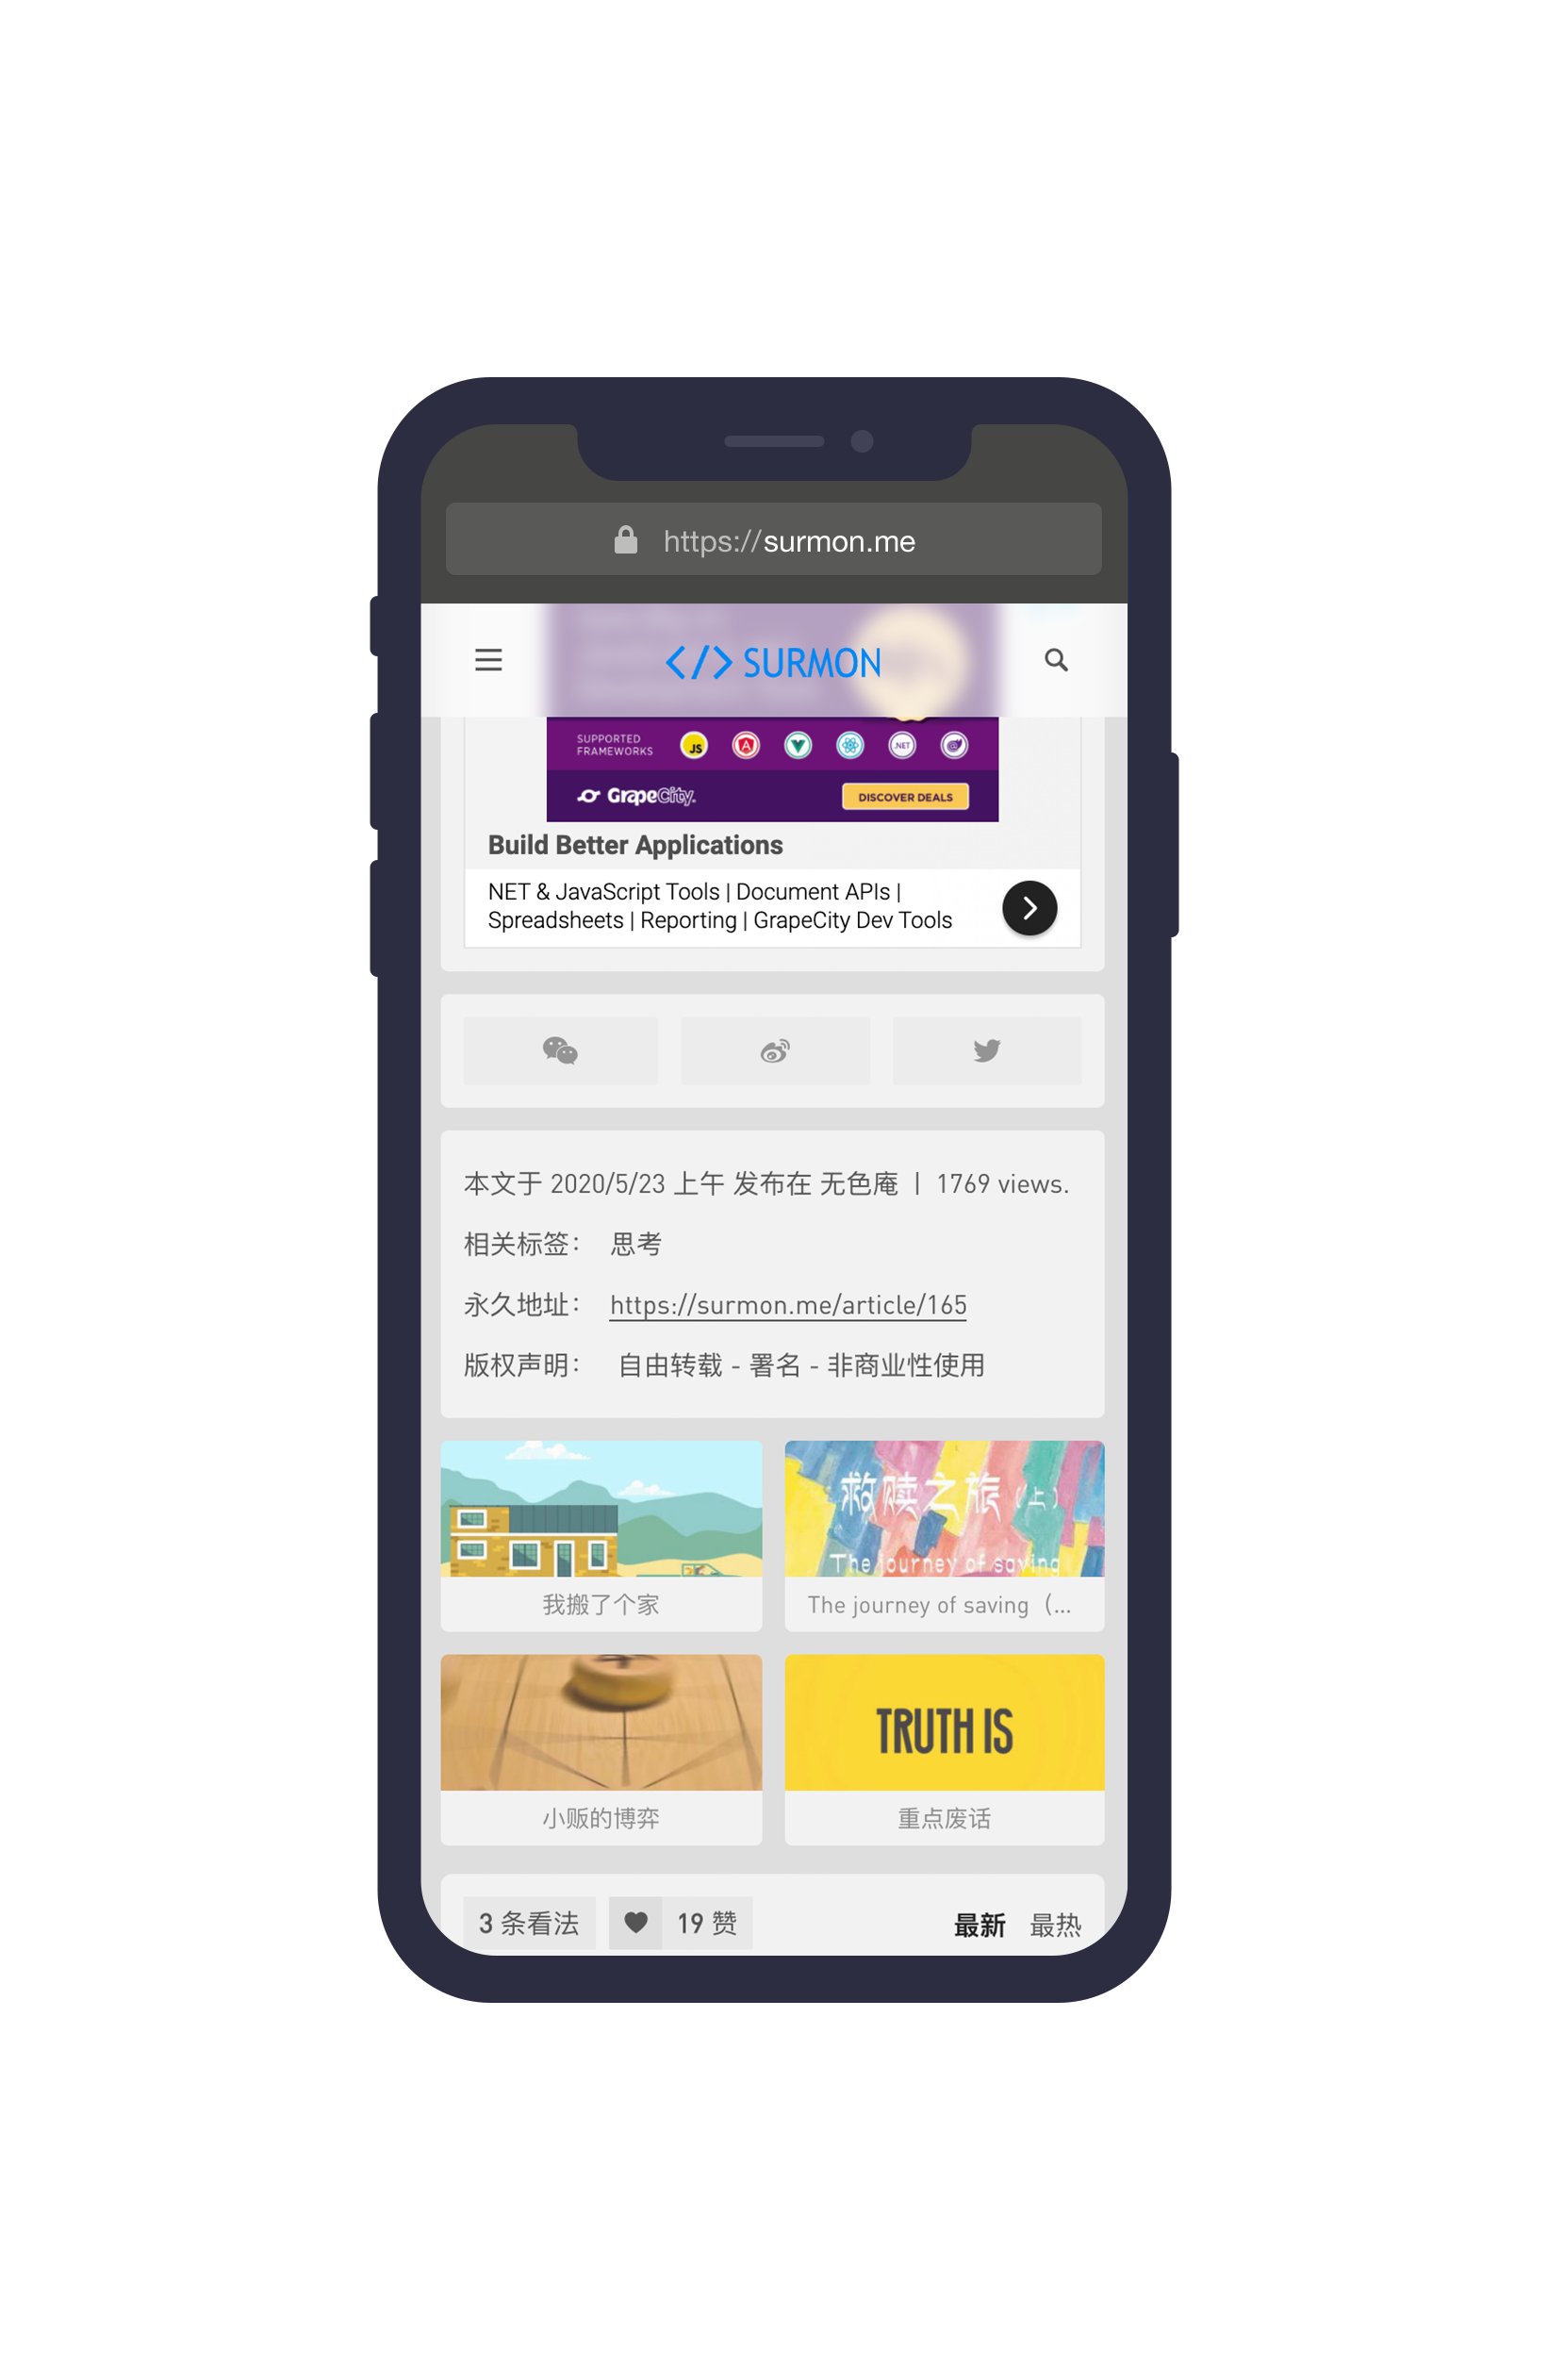 https://surmon.me
</> SURMON
SUPPORTED
FRAMEWORKS
JS
A
.NET
@
GrapeCity
DISCOVER DEALS
Build Better Applications
NET & JavaScript Tools | Document APIs |
Spreadsheets | Reporting | GrapeCity Dev Tools
本文于 2020/5/23 上午 发布在 无色庵 | 1769 views.
相关标签： 思考
永久地址： https://surmon.me/article/165
版权声明： 自由转载 - 署名 - 非商业性使用
救赎之旅（上）
The journey of saving
我搬了个家
The journey of saving（...
TRUTH IS
小贩的博弈
重点废话
3 条看法
19 赞
最新 最热